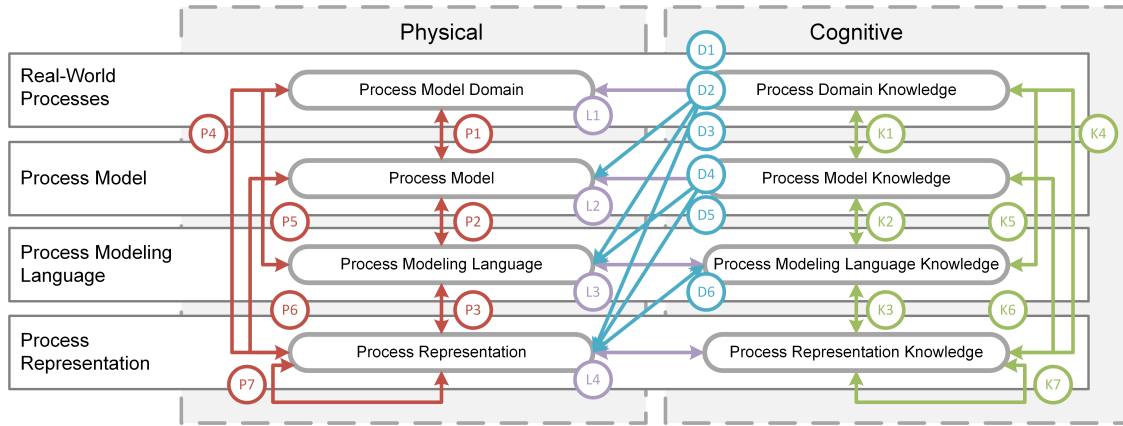 Physical
Cognitive
D1
Real-World
Processes
Process Model Domain
D2
Process Domain Knowledge
L1
P4
P1
D3
K1
K4
Process Model
Process Model
D4
Process Model Knowledge
L2
P5
P2
D5
K2
K5
Process Modeling
Language
Process Modeling Language
Process Modeling Language Knowledge
L3
D6
P6
P3
K3
K6
Process
Representation
Process Representation
Process Representation Knowledge
L4
P7
K7